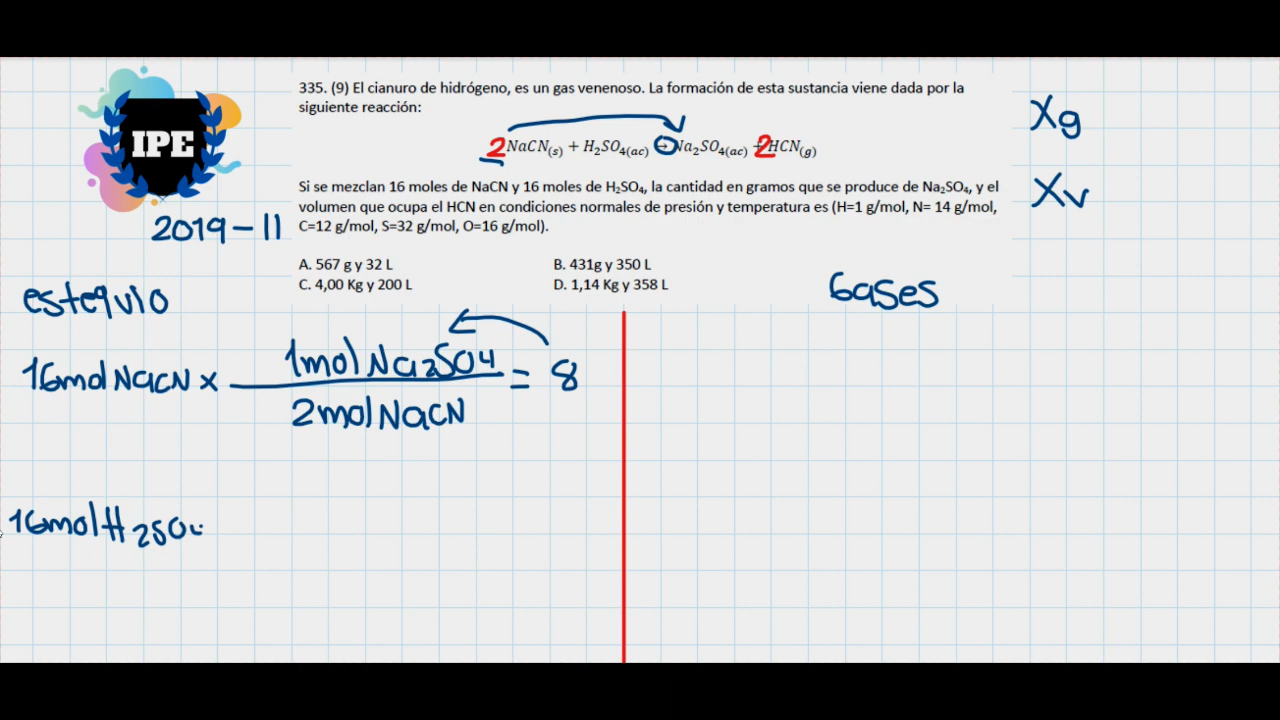 335. (9) El cianuro de hidrógeno, es un gas venenoso. La formación de esta sustancia viene dada por la
siguiente reacción:
2NaCN(s) + H₂SO₄(ac) → Na₂SO₄(ac) + 2HCN(g)
Si se mezclan 16 moles de NaCN y 16 moles de H₂SO₄, la cantidad en gramos que se produce de Na₂SO₄, y el
volumen que ocupa el HCN en condiciones normales de presión y temperatura es (H=1 g/mol, N= 14 g/mol,
C=12 g/mol, S=32 g/mol, O=16 g/mol).
A. 567 g y 32 L
B. 431g y 350 L
C. 4,00 Kg y 200 L
D. 1,14 Kg y 358 L
IPE
2019-11
Xg
Xv
estequio
Gases
16mol NaCN x
1mol Na₂SO₄
2mol NaCN
= 8
16mol H₂SO₄